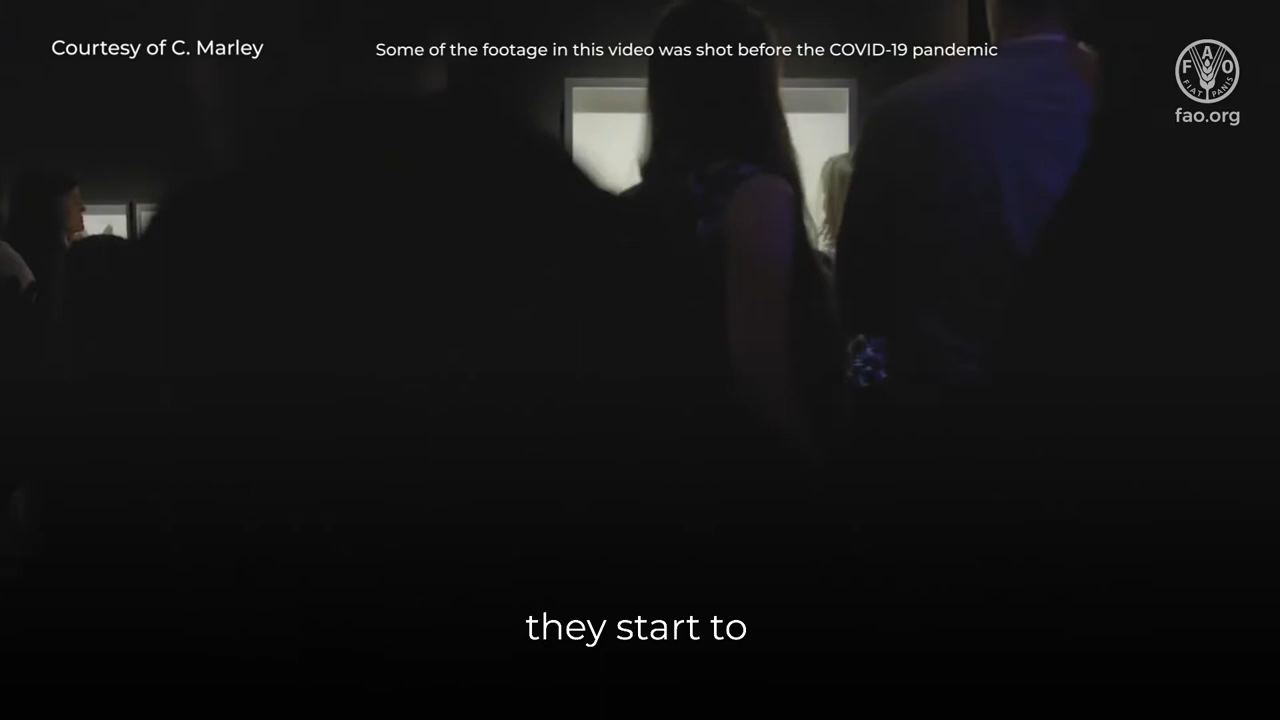 Courtesy of C. Marley
Some of the footage in this video was shot before the COVID-19 pandemic
FAO
FIAT PANIS
fao.org
they start to